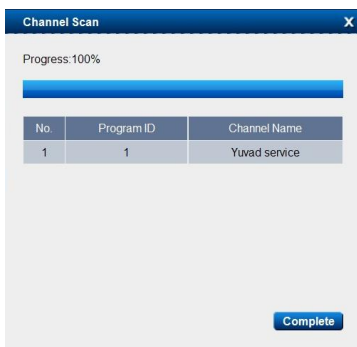 Channel Scan X
Progress:100%
No. Program ID Channel Name
1 1 Yuvad service
Complete